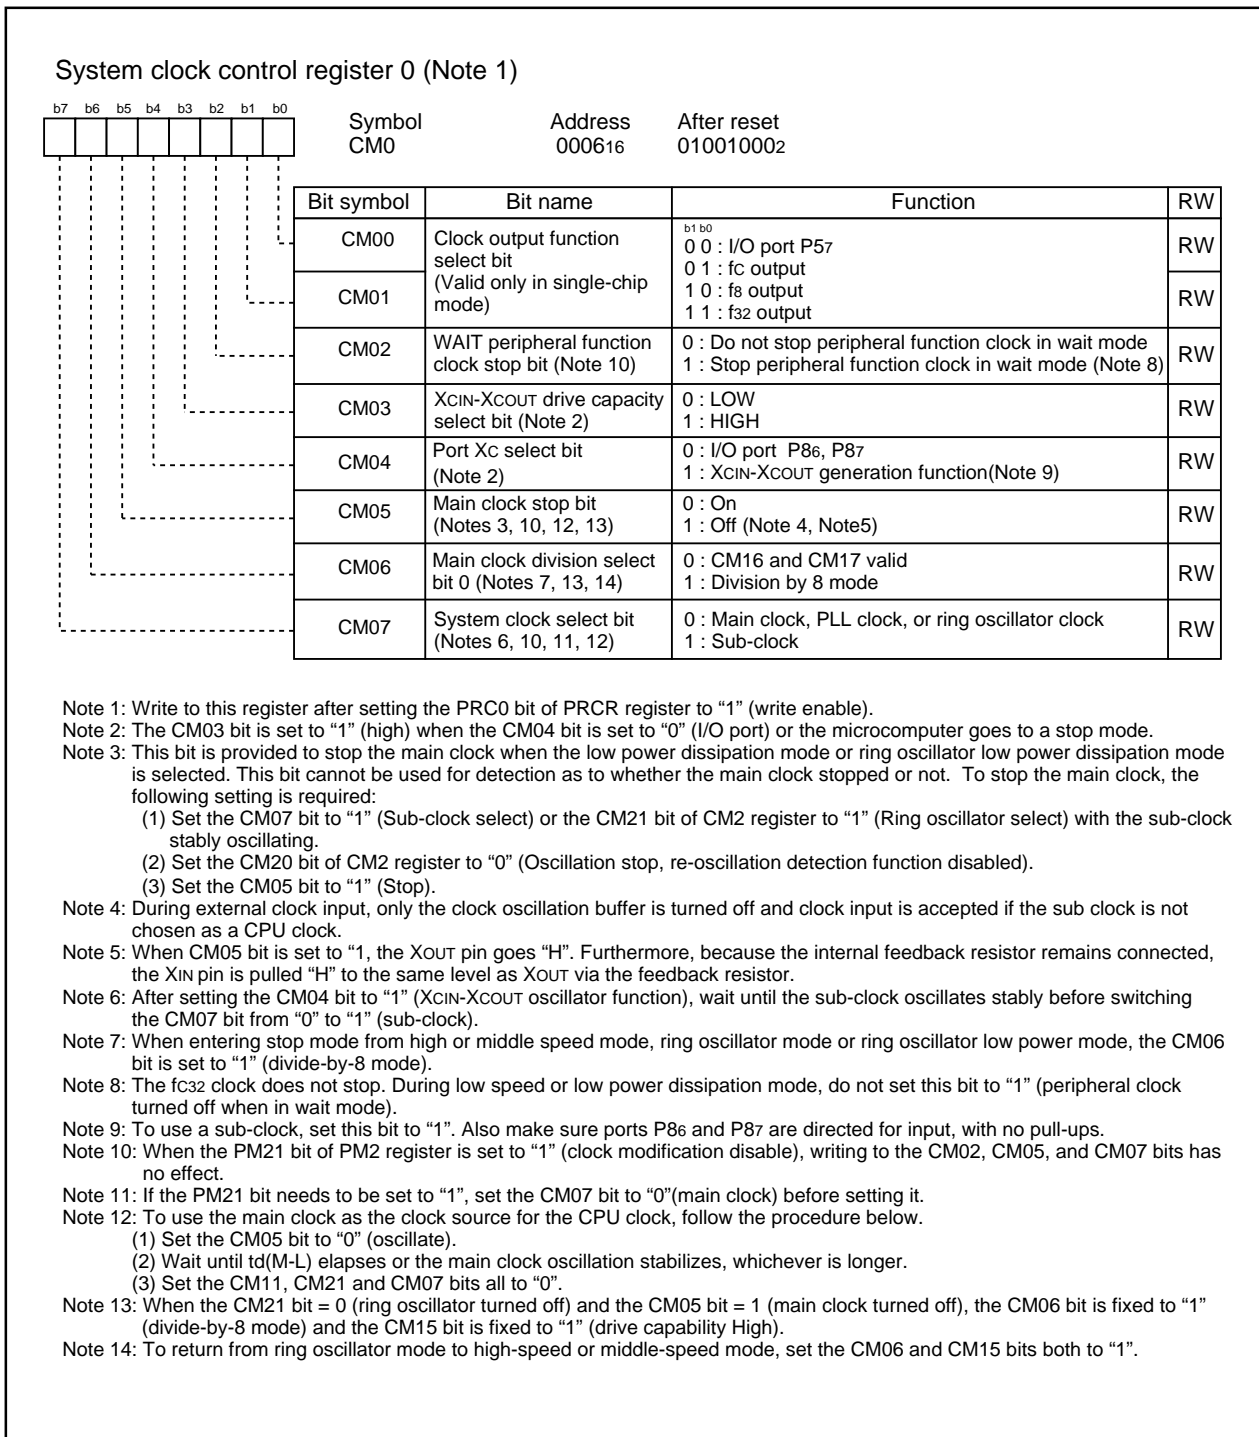 System clock control register 0 (Note 1)
b7 b6 b5 b4 b3 b2 b1 b0
Symbol Address After reset
CM0 000616 010010002
Bit symbol Bit name Function RW
CM00 Clock output function select bit (Valid only in single-chip mode) RW
b1 b0
0 0 : I/O port P57
0 1 : fC output
1 0 : f8 output
1 1 : f32 output
CM01 RW
CM02 WAIT peripheral function clock stop bit (Note 10) RW
0 : Do not stop peripheral function clock in wait mode
1 : Stop peripheral function clock in wait mode (Note 8)
CM03 XCIN-XCOUT drive capacity select bit (Note 2) RW
0 : LOW
1 : HIGH
CM04 Port XC select bit (Note 2) RW
0 : I/O port P86, P87
1 : XCIN-XCOUT generation function(Note 9)
CM05 Main clock stop bit (Notes 3, 10, 12, 13) RW
0 : On
1 : Off (Note 4, Note5)
CM06 Main clock division select bit 0 (Notes 7, 13, 14) RW
0 : CM16 and CM17 valid
1 : Division by 8 mode
CM07 System clock select bit (Notes 6, 10, 11, 12) RW
0 : Main clock, PLL clock, or ring oscillator clock
1 : Sub-clock
Note 1: Write to this register after setting the PRC0 bit of PRCR register to “1” (write enable).
Note 2: The CM03 bit is set to “1” (high) when the CM04 bit is set to “0” (I/O port) or the microcomputer goes to a stop mode.
Note 3: This bit is provided to stop the main clock when the low power dissipation mode or ring oscillator low power dissipation mode
is selected. This bit cannot be used for detection as to whether the main clock stopped or not. To stop the main clock, the
following setting is required:
(1) Set the CM07 bit to “1” (Sub-clock select) or the CM21 bit of CM2 register to “1” (Ring oscillator select) with the sub-clock
stably oscillating.
(2) Set the CM20 bit of CM2 register to “0” (Oscillation stop, re-oscillation detection function disabled).
(3) Set the CM05 bit to “1” (Stop).
Note 4: During external clock input, only the clock oscillation buffer is turned off and clock input is accepted if the sub clock is not
chosen as a CPU clock.
Note 5: When CM05 bit is set to “1, the XOUT pin goes “H”. Furthermore, because the internal feedback resistor remains connected,
the XIN pin is pulled “H” to the same level as XOUT via the feedback resistor.
Note 6: After setting the CM04 bit to “1” (XCIN-XCOUT oscillator function), wait until the sub-clock oscillates stably before switching
the CM07 bit from “0” to “1” (sub-clock).
Note 7: When entering stop mode from high or middle speed mode, ring oscillator mode or ring oscillator low power mode, the CM06
bit is set to “1” (divide-by-8 mode).
Note 8: The fC32 clock does not stop. During low speed or low power dissipation mode, do not set this bit to “1” (peripheral clock
turned off when in wait mode).
Note 9: To use a sub-clock, set this bit to “1”. Also make sure ports P86 and P87 are directed for input, with no pull-ups.
Note 10: When the PM21 bit of PM2 register is set to “1” (clock modification disable), writing to the CM02, CM05, and CM07 bits has
no effect.
Note 11: If the PM21 bit needs to be set to “1”, set the CM07 bit to “0”(main clock) before setting it.
Note 12: To use the main clock as the clock source for the CPU clock, follow the procedure below.
(1) Set the CM05 bit to “0” (oscillate).
(2) Wait until td(M-L) elapses or the main clock oscillation stabilizes, whichever is longer.
(3) Set the CM11, CM21 and CM07 bits all to “0”.
Note 13: When the CM21 bit = 0 (ring oscillator turned off) and the CM05 bit = 1 (main clock turned off), the CM06 bit is fixed to “1”
(divide-by-8 mode) and the CM15 bit is fixed to “1” (drive capability High).
Note 14: To return from ring oscillator mode to high-speed or middle-speed mode, set the CM06 and CM15 bits both to “1”.